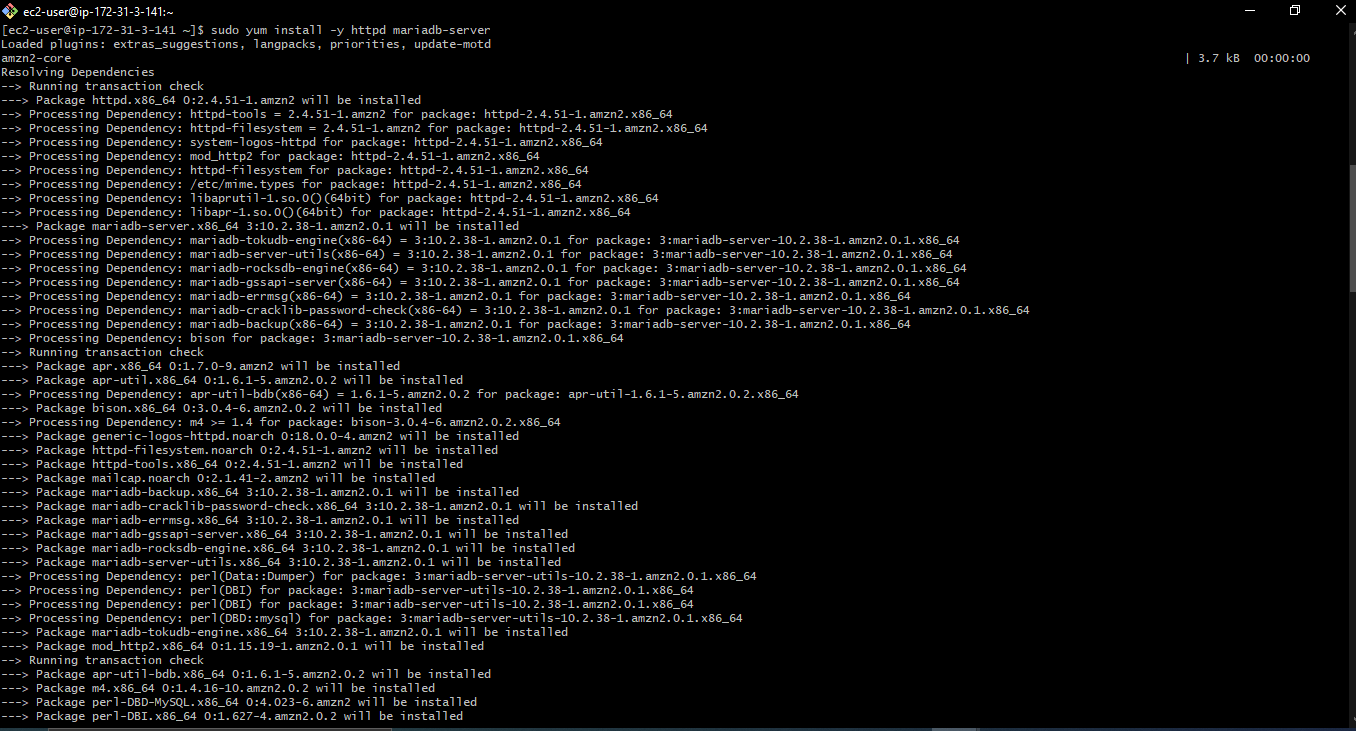 ec2-user@ip-172-31-3-141:~
[ec2-user@ip-172-31-3-141 ~]$ sudo yum install -y httpd mariadb-server
Loaded plugins: extras_suggestions, langpacks, priorities, update-motd
amzn2-core | 3.7 kB 00:00:00
Resolving Dependencies
--> Running transaction check
---> Package httpd.x86_64 0:2.4.51-1.amzn2 will be installed
--> Processing Dependency: httpd-tools = 2.4.51-1.amzn2 for package: httpd-2.4.51-1.amzn2.x86_64
--> Processing Dependency: httpd-filesystem = 2.4.51-1.amzn2 for package: httpd-2.4.51-1.amzn2.x86_64
--> Processing Dependency: system-logos-httpd for package: httpd-2.4.51-1.amzn2.x86_64
--> Processing Dependency: mod_http2 for package: httpd-2.4.51-1.amzn2.x86_64
--> Processing Dependency: httpd-filesystem for package: httpd-2.4.51-1.amzn2.x86_64
--> Processing Dependency: /etc/mime.types for package: httpd-2.4.51-1.amzn2.x86_64
--> Processing Dependency: libaprutil-1.so.0()(64bit) for package: httpd-2.4.51-1.amzn2.x86_64
--> Processing Dependency: libapr-1.so.0()(64bit) for package: httpd-2.4.51-1.amzn2.x86_64
---> Package mariadb-server.x86_64 3:10.2.38-1.amzn2.0.1 will be installed
--> Processing Dependency: mariadb-tokudb-engine(x86-64) = 3:10.2.38-1.amzn2.0.1 for package: 3:mariadb-server-10.2.38-1.amzn2.0.1.x86_64
--> Processing Dependency: mariadb-server-utils(x86-64) = 3:10.2.38-1.amzn2.0.1 for package: 3:mariadb-server-10.2.38-1.amzn2.0.1.x86_64
--> Processing Dependency: mariadb-rocksdb-engine(x86-64) = 3:10.2.38-1.amzn2.0.1 for package: 3:mariadb-server-10.2.38-1.amzn2.0.1.x86_64
--> Processing Dependency: mariadb-gssapi-server(x86-64) = 3:10.2.38-1.amzn2.0.1 for package: 3:mariadb-server-10.2.38-1.amzn2.0.1.x86_64
--> Processing Dependency: mariadb-errmsg(x86-64) = 3:10.2.38-1.amzn2.0.1 for package: 3:mariadb-server-10.2.38-1.amzn2.0.1.x86_64
--> Processing Dependency: mariadb-cracklib-password-check(x86-64) = 3:10.2.38-1.amzn2.0.1 for package: 3:mariadb-server-10.2.38-1.amzn2.0.1.x86_64
--> Processing Dependency: mariadb-backup(x86-64) = 3:10.2.38-1.amzn2.0.1 for package: 3:mariadb-server-10.2.38-1.amzn2.0.1.x86_64
--> Processing Dependency: bison for package: 3:mariadb-server-10.2.38-1.amzn2.0.1.x86_64
--> Running transaction check
---> Package apr.x86_64 0:1.7.0-9.amzn2 will be installed
---> Package apr-util.x86_64 0:1.6.1-5.amzn2.0.2 will be installed
--> Processing Dependency: apr-util-bdb(x86-64) = 1.6.1-5.amzn2.0.2 for package: apr-util-1.6.1-5.amzn2.0.2.x86_64
---> Package bison.x86_64 0:3.0.4-6.amzn2.0.2 will be installed
--> Processing Dependency: m4 >= 1.4 for package: bison-3.0.4-6.amzn2.0.2.x86_64
---> Package generic-logos-httpd.noarch 0:18.0.0-4.amzn2 will be installed
---> Package httpd-filesystem.noarch 0:2.4.51-1.amzn2 will be installed
---> Package httpd-tools.x86_64 0:2.4.51-1.amzn2 will be installed
---> Package mailcap.noarch 0:2.1.41-2.amzn2 will be installed
---> Package mariadb-backup.x86_64 3:10.2.38-1.amzn2.0.1 will be installed
---> Package mariadb-cracklib-password-check.x86_64 3:10.2.38-1.amzn2.0.1 will be installed
---> Package mariadb-errmsg.x86_64 3:10.2.38-1.amzn2.0.1 will be installed
---> Package mariadb-gssapi-server.x86_64 3:10.2.38-1.amzn2.0.1 will be installed
---> Package mariadb-rocksdb-engine.x86_64 3:10.2.38-1.amzn2.0.1 will be installed
---> Package mariadb-server-utils.x86_64 3:10.2.38-1.amzn2.0.1 will be installed
--> Processing Dependency: perl(Data::Dumper) for package: 3:mariadb-server-utils-10.2.38-1.amzn2.0.1.x86_64
--> Processing Dependency: perl(DBI) for package: 3:mariadb-server-utils-10.2.38-1.amzn2.0.1.x86_64
--> Processing Dependency: perl(DBI) for package: 3:mariadb-server-utils-10.2.38-1.amzn2.0.1.x86_64
--> Processing Dependency: perl(DBD::mysql) for package: 3:mariadb-server-utils-10.2.38-1.amzn2.0.1.x86_64
---> Package mariadb-tokudb-engine.x86_64 3:10.2.38-1.amzn2.0.1 will be installed
---> Package mod_http2.x86_64 0:1.15.19-1.amzn2.0.1 will be installed
--> Running transaction check
---> Package apr-util-bdb.x86_64 0:1.6.1-5.amzn2.0.2 will be installed
---> Package m4.x86_64 0:1.4.16-10.amzn2.0.2 will be installed
---> Package perl-DBD-MySQL.x86_64 0:4.023-6.amzn2 will be installed
---> Package perl-DBI.x86_64 0:1.627-4.amzn2.0.2 will be installed